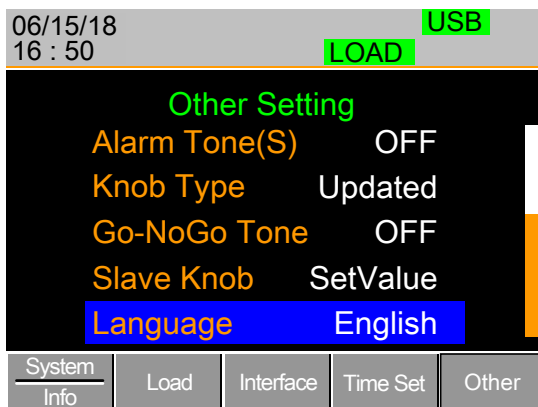 06/15/18 USB
16 : 50 LOAD
Other Setting
Alarm Tone(S) OFF
Knob Type Updated
Go-NoGo Tone OFF
Slave Knob SetValue
Language English
System
Info
Load
Interface
Time Set
Other